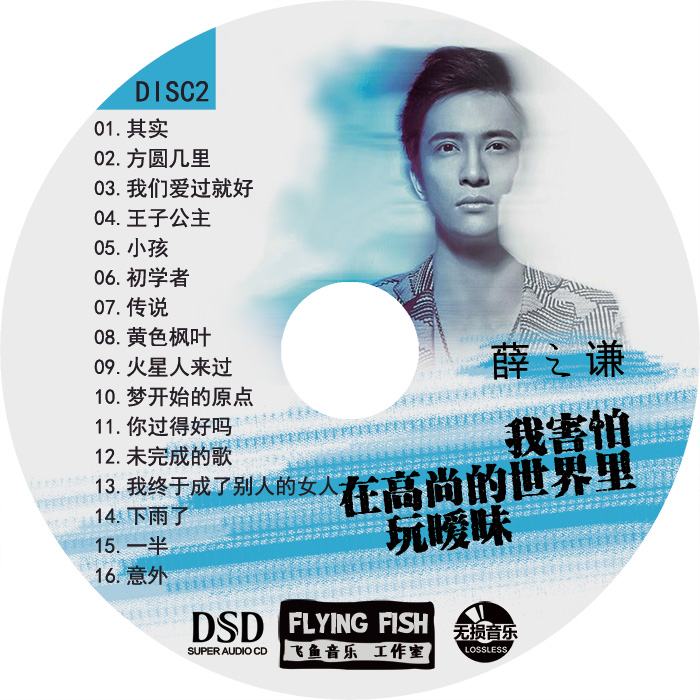 DISC2
01.其实
02.方圆几里
03.我们爱过就好
04.王子公主
05.小孩
06.初学者
07.传说
08.黄色枫叶
09.火星人来过
10.梦开始的原点
11.你过得好吗
12.未完成的歌
13.我终于成了别人的女人
14.下雨了
15.一半
16.意外
薛之谦
我害怕
在高尚的世界里
玩暧昧
DSD
SUPER AUDIO CD
FLYING FISH
飞鱼音乐 工作室
无损音乐
LOSSLESS